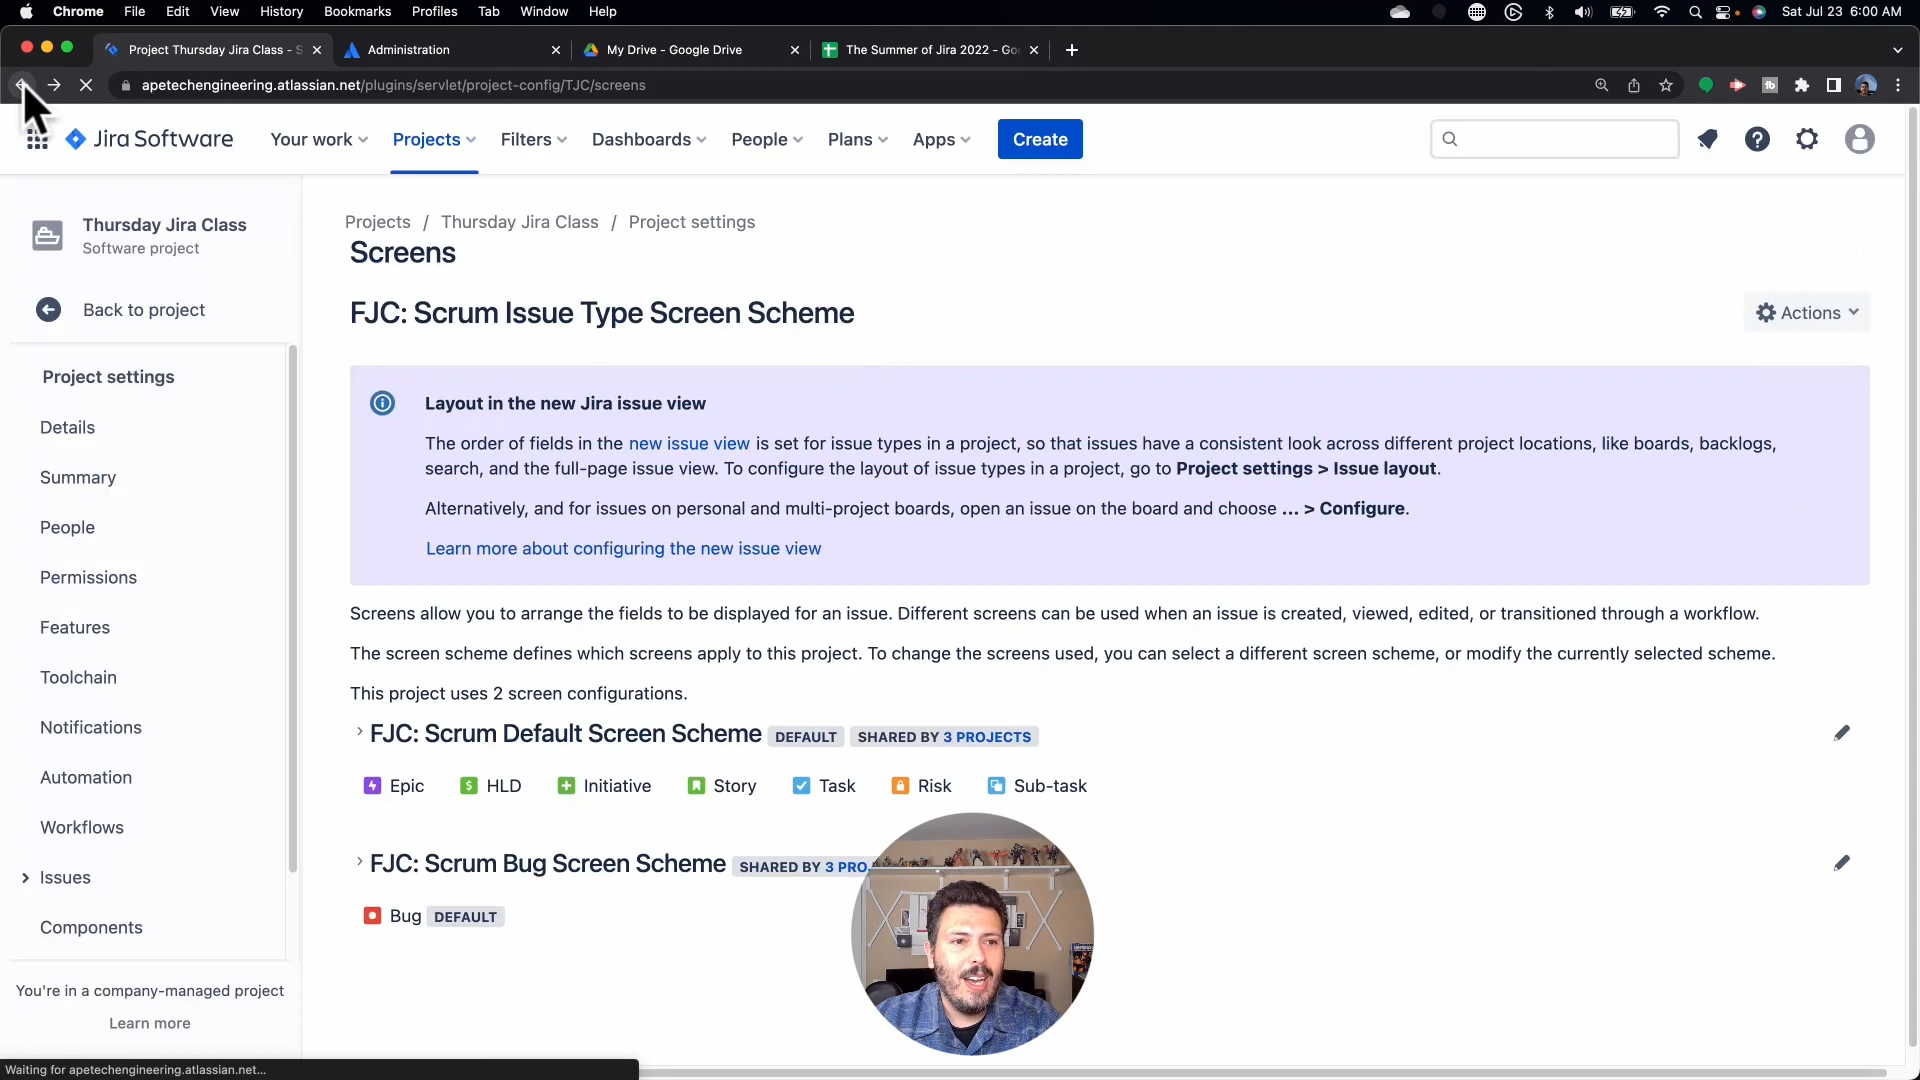 Chrome File Edit View History Bookmarks Profiles Tab Window Help Sat Jul 23 6:00 AM
Project Thursday Jira Class - S Administration My Drive - Google Drive The Summer of Jira 2022 - Go
apetechengineering.atlassian.net/plugins/servlet/project-config/TJC/screens
Jira Software Your work Projects Filters Dashboards People Plans Apps Create
Thursday Jira Class
Software project
Back to project
Project settings
Details
Summary
People
Permissions
Features
Toolchain
Notifications
Automation
Workflows
Issues
Components
You're in a company-managed project
Learn more
Projects / Thursday Jira Class / Project settings
Screens
FJC: Scrum Issue Type Screen Scheme
Actions
Layout in the new Jira issue view
The order of fields in the new issue view is set for issue types in a project, so that issues have a consistent look across different project locations, like boards, backlogs,
search, and the full-page issue view. To configure the layout of issue types in a project, go to Project settings > Issue layout.
Alternatively, and for issues on personal and multi-project boards, open an issue on the board and choose ... > Configure.
Learn more about configuring the new issue view
Screens allow you to arrange the fields to be displayed for an issue. Different screens can be used when an issue is created, viewed, edited, or transitioned through a workflow.
The screen scheme defines which screens apply to this project. To change the screens used, you can select a different screen scheme, or modify the currently selected scheme.
This project uses 2 screen configurations.
FJC: Scrum Default Screen Scheme DEFAULT SHARED BY 3 PROJECTS
Epic HLD Initiative Story Task Risk Sub-task
FJC: Scrum Bug Screen Scheme SHARED BY 3 PRO
Bug DEFAULT
Waiting for apetechengineering.atlassian.net...